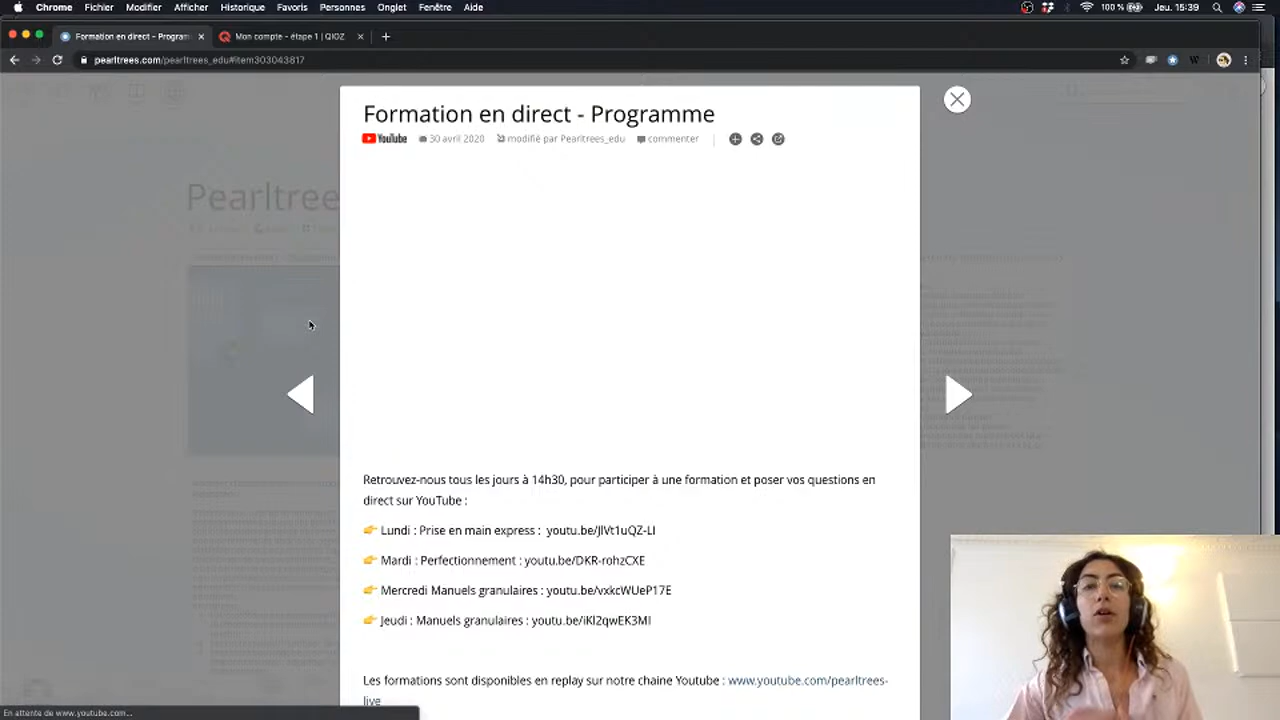 Chrome Fichier Modifier Afficher Historique Favoris Personnes Onglet Fenêtre Aide 100 % Jeu. 15:39
Formation en direct - Program Mon compte - étape 1 | QIOZ
pearltrees.com/pearltrees_edu#item303043817
Formation en direct - Programme
YouTube 30 avril 2020 modifié par Pearltrees_edu commenter
Pearltrees
Retrouvez-nous tous les jours à 14h30, pour participer à une formation et poser vos questions en
direct sur YouTube :
👉 Lundi : Prise en main express : youtu.be/JlVt1uQZ-LI
👉 Mardi : Perfectionnement : youtu.be/DKR-rohzCXE
👉 Mercredi Manuels granulaires : youtu.be/vxkcWUeP17E
👉 Jeudi : Manuels granulaires : youtu.be/iKl2qwEK3MI
Les formations sont disponibles en replay sur notre chaine Youtube : www.youtube.com/pearltrees-
live
En attente de www.youtube.com...